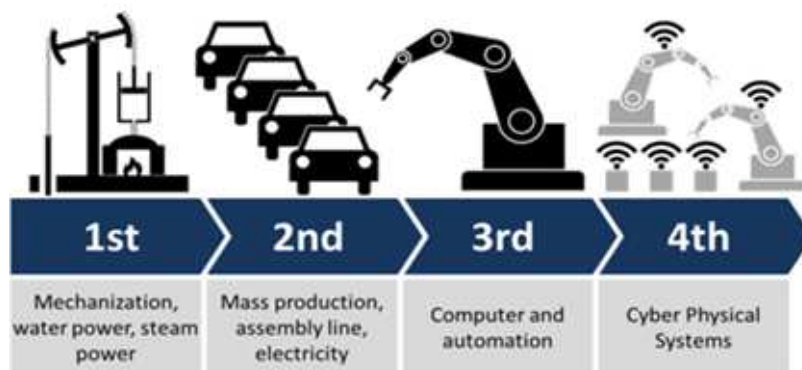 1st
2nd
3rd
4th
Mechanization,
water power, steam
power
Mass production,
assembly line,
electricity
Computer and
automation
Cyber Physical
Systems